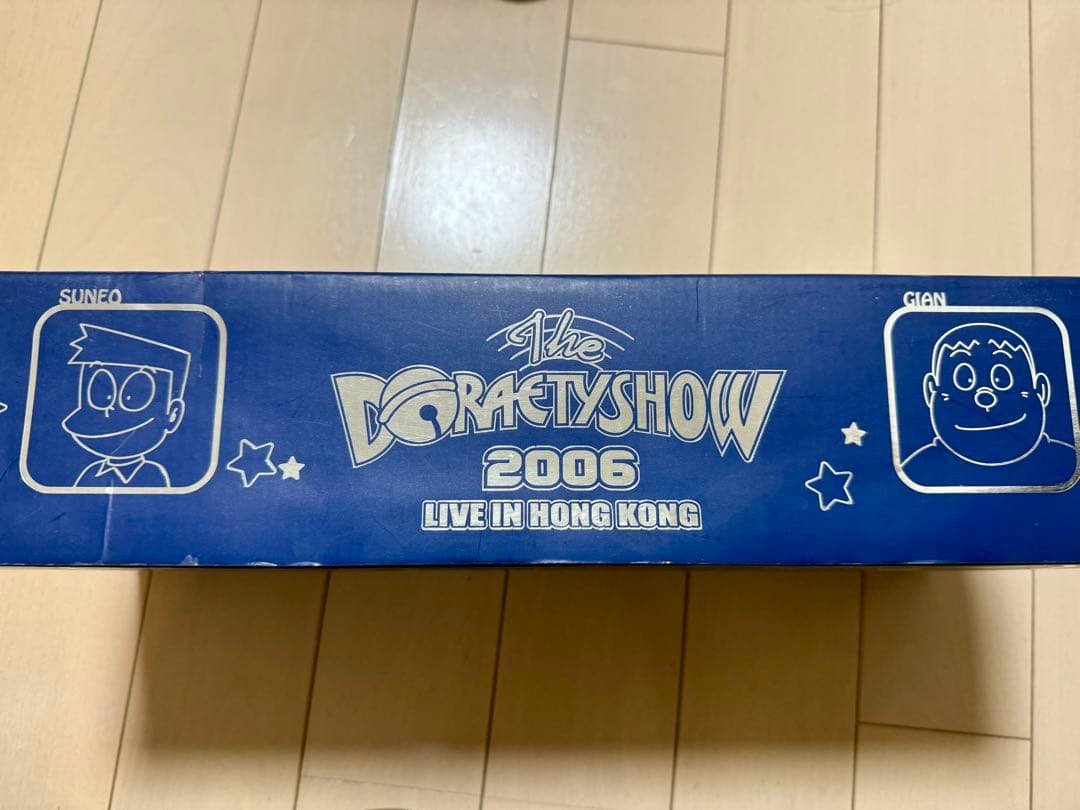 SUNEO
The
DORAETYSHOW
2006
LIVE IN HONG KONG
GIAN